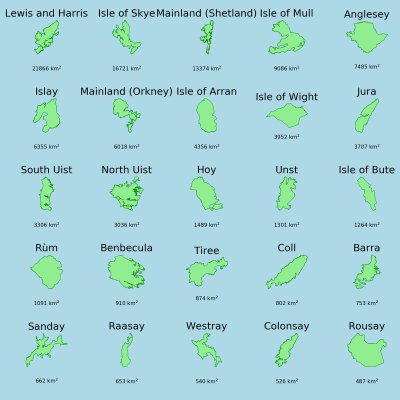 Lewis and Harris Isle of Skye Mainland (Shetland) Isle of Mull Anglesey
21866 km² 16721 km² 13374 km² 9086 km² 7485 km²
Islay Mainland (Orkney) Isle of Arran Isle of Wight Jura
6355 km² 6018 km² 4356 km² 3952 km² 3707 km²
South Uist North Uist Hoy Unst Isle of Bute
3306 km² 3036 km² 1489 km² 1301 km² 1264 km²
Rùm Benbecula Tiree Coll Barra
1091 km² 910 km² 874 km² 802 km² 753 km²
Sanday Raasay Westray Colonsay Rousay
662 km² 653 km² 540 km² 526 km² 487 km²